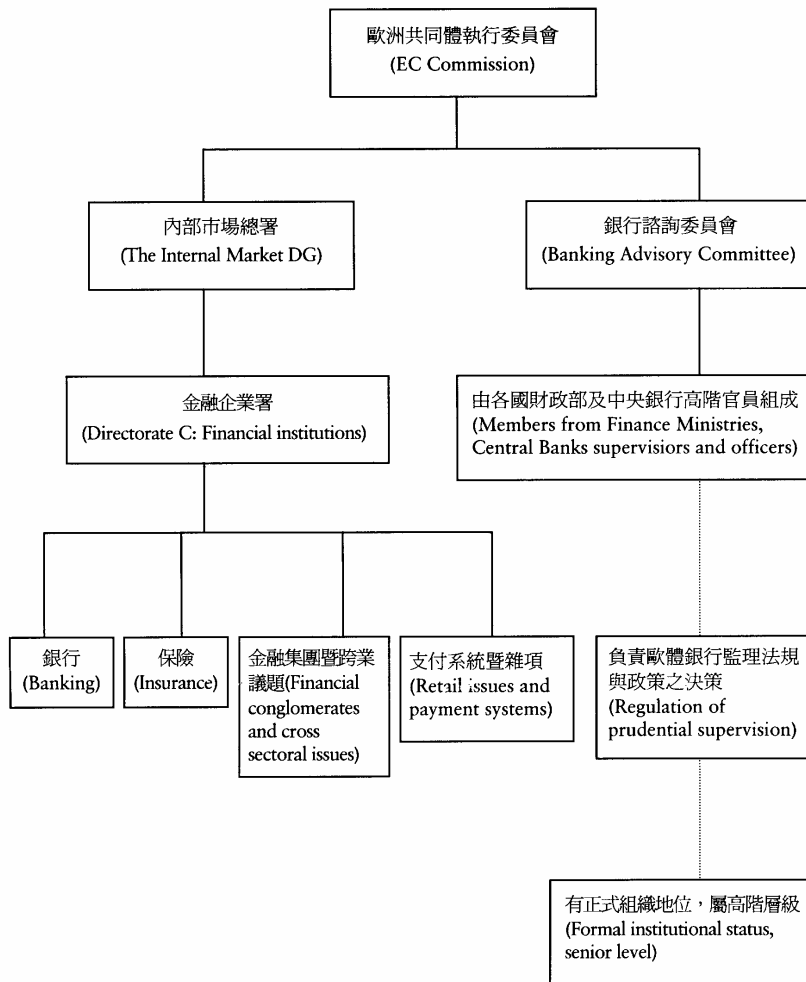 歐洲共同體執行委員會
(EC Commission)
內部市場總署
(The Internal Market DG)
銀行諮詢委員會
(Banking Advisory Committee)
金融企業署
(Directorate C: Financial institutions)
由各國財政部及中央銀行高階官員組成
(Members from Finance Ministries,
Central Banks supervisiors and officers)
銀行
(Banking)
保險
(Insurance)
金融集團暨跨業
議題(Financial
conglomerates
and cross
sectoral issues)
支付系統暨雜項
(Retail issues and
payment systems)
負責歐體銀行監理法規
與政策之決策
(Regulation of
prudential supervision)
有正式組織地位，屬高階層級
(Formal institutional status,
senior level)